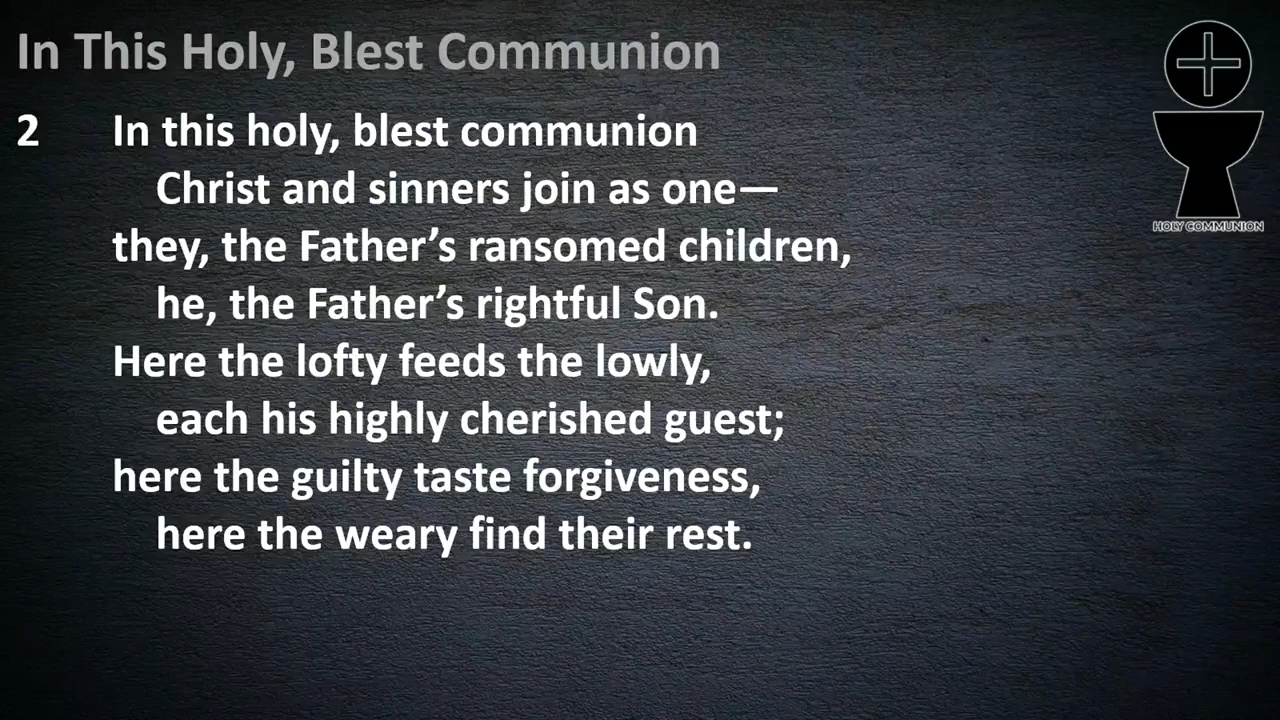 In This Holy, Blest Communion
2 In this holy, blest communion
Christ and sinners join as one—
they, the Father’s ransomed children,
he, the Father’s rightful Son.
Here the lofty feeds the lowly,
each his highly cherished guest;
here the guilty taste forgiveness,
here the weary find their rest.
HOLY COMMUNION